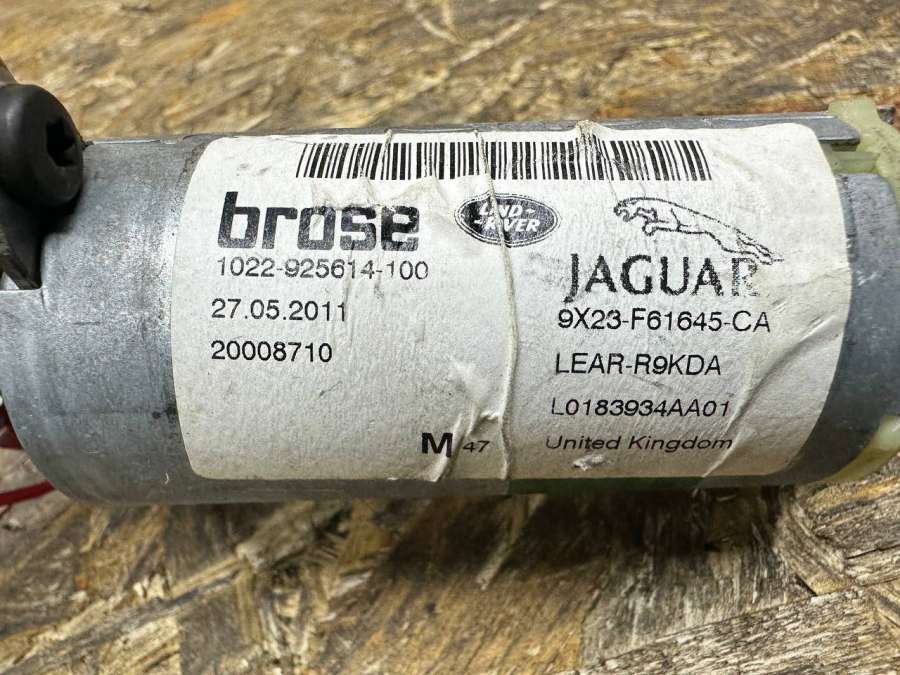 brose
LAND ROVER
JAGUAR
1022-925614-100
27.05.2011
9X23-F61645-CA
20008710
LEAR-R9KDA
L0183934AA01
M 47
United Kingdom